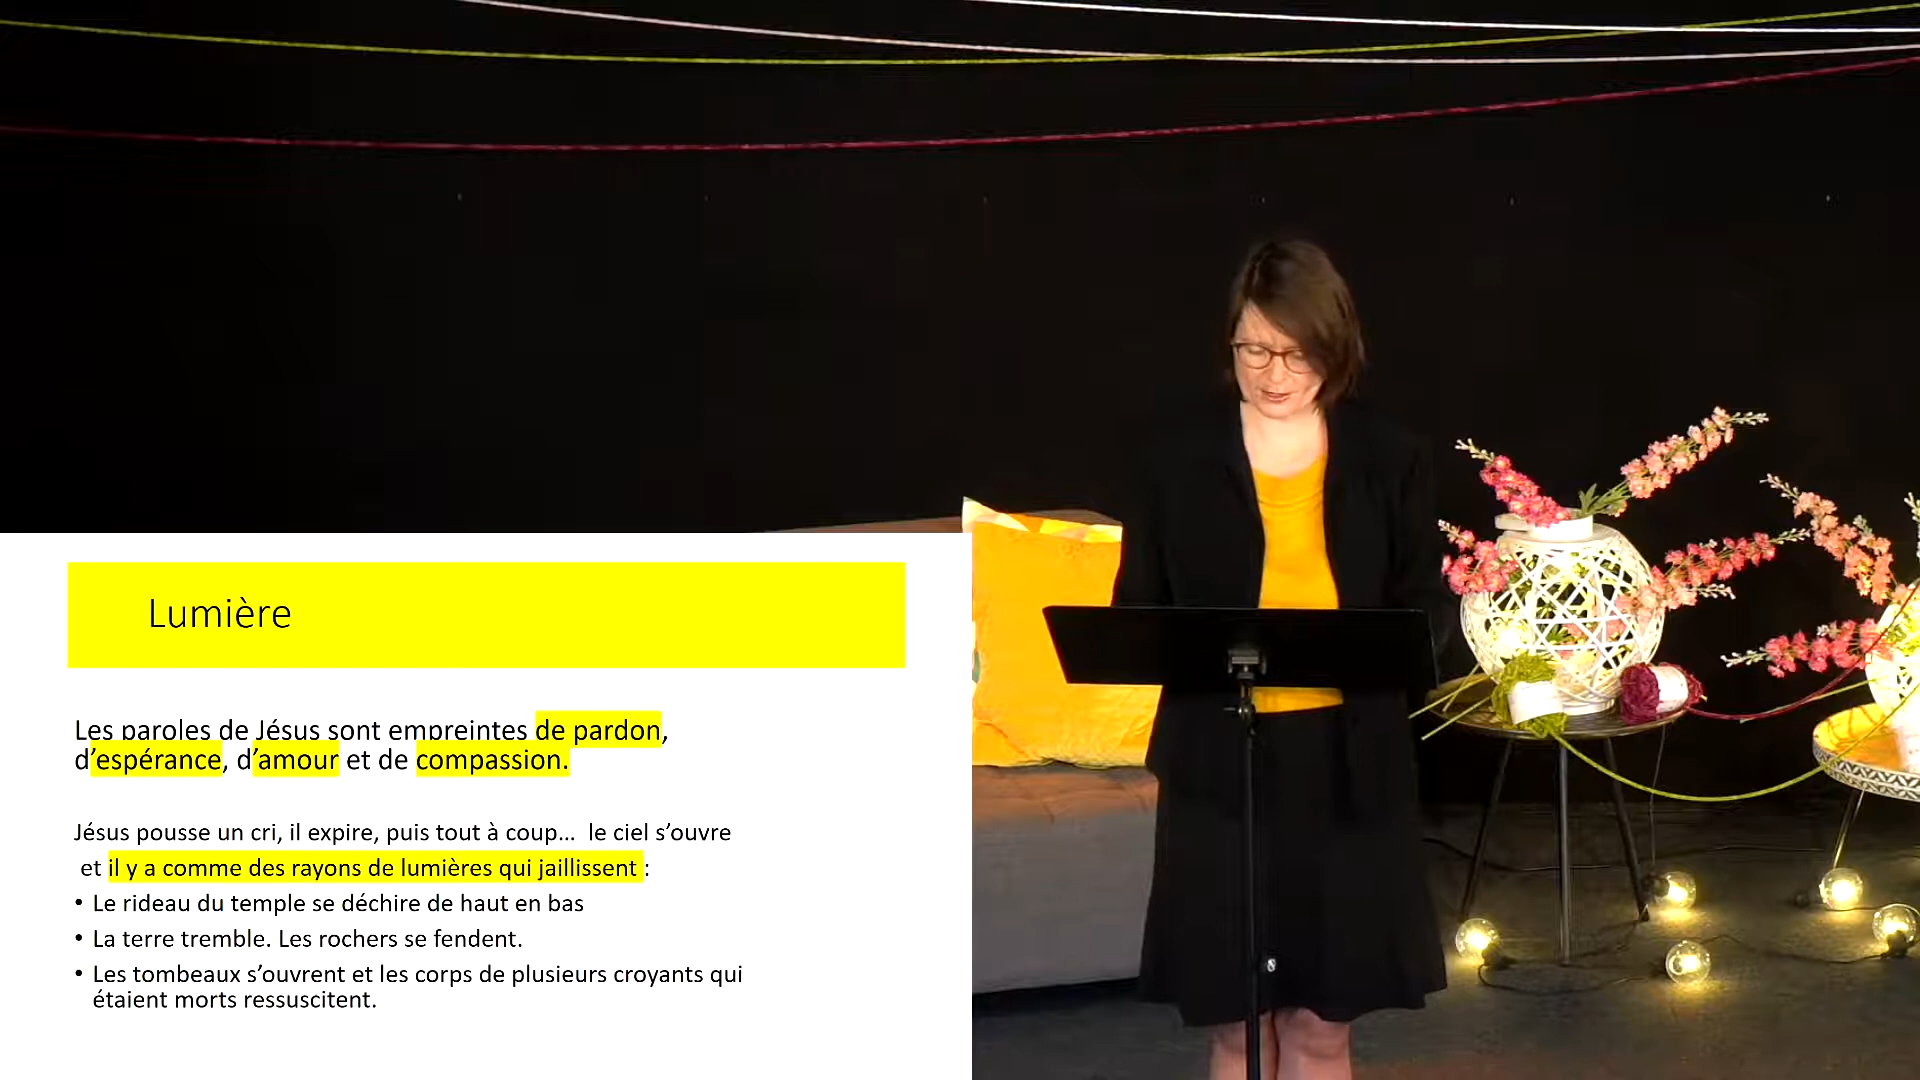 Lumière
Les paroles de Jésus sont empreintes de pardon,
d’espérance, d’amour et de compassion.
Jésus pousse un cri, il expire, puis tout à coup… le ciel s’ouvre
et il y a comme des rayons de lumières qui jaillissent :
• Le rideau du temple se déchire de haut en bas
• La terre tremble. Les rochers se fendent.
• Les tombeaux s’ouvrent et les corps de plusieurs croyants qui
étaient morts ressuscitent.